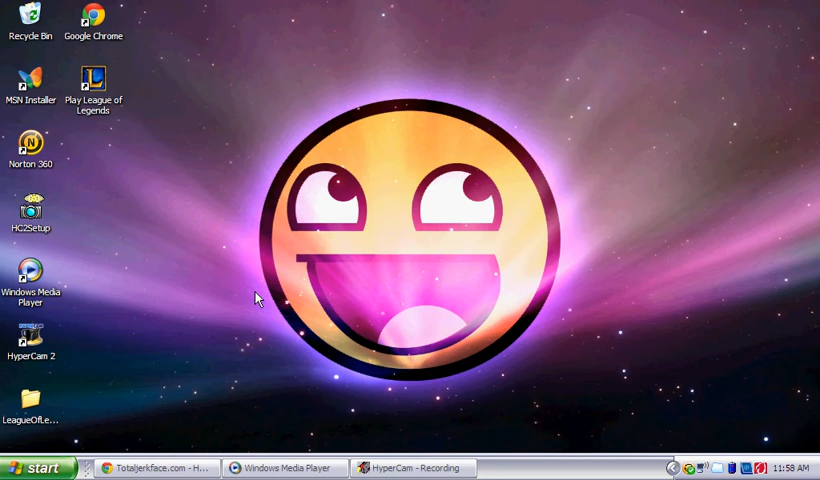 Recycle Bin
Google Chrome
MSN Installer
Play League of
Legends
Norton 360
HC2Setup
Windows Media
Player
HyperCam 2
LeagueOfLe...
start
Totaljerkface.com - H...
Windows Media Player
HyperCam - Recording
11:58 AM